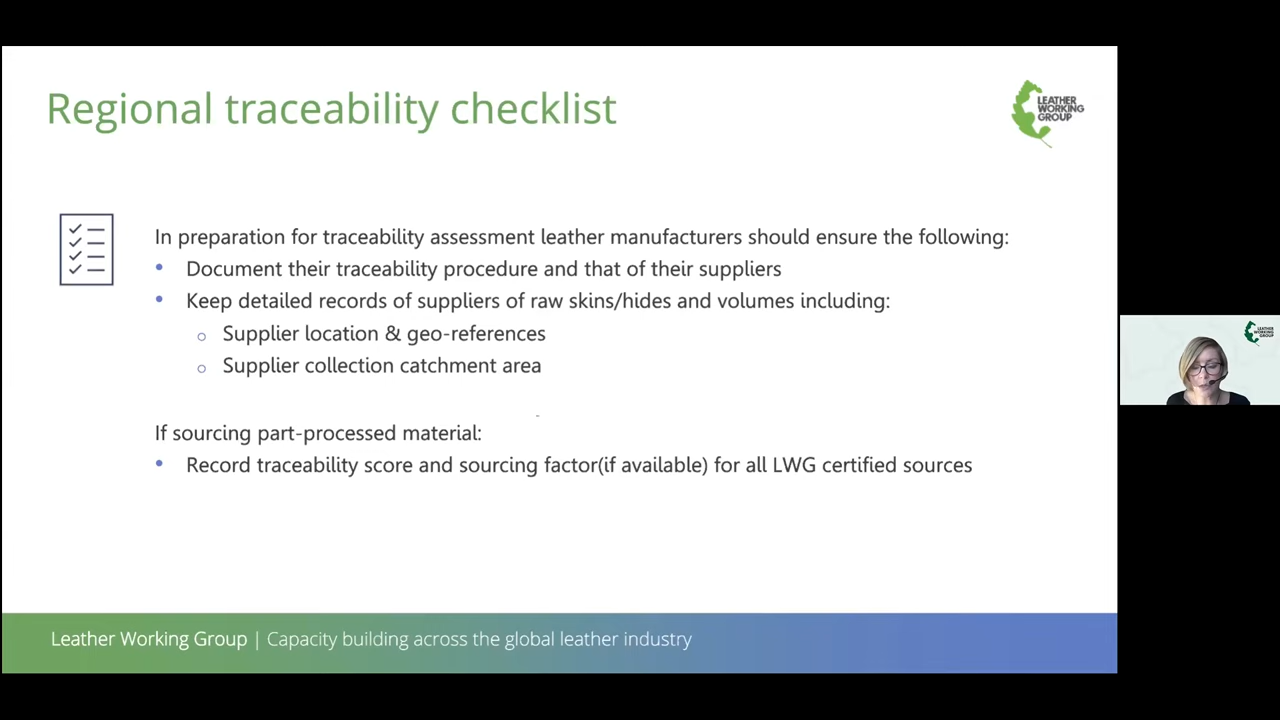 Regional traceability checklist
LEATHER
WORKING
GROUP
In preparation for traceability assessment leather manufacturers should ensure the following:
• Document their traceability procedure and that of their suppliers
• Keep detailed records of suppliers of raw skins/hides and volumes including:
o Supplier location & geo-references
o Supplier collection catchment area
If sourcing part-processed material:
• Record traceability score and sourcing factor(if available) for all LWG certified sources
LEATHER
WORKING
GROUP
Leather Working Group | Capacity building across the global leather industry